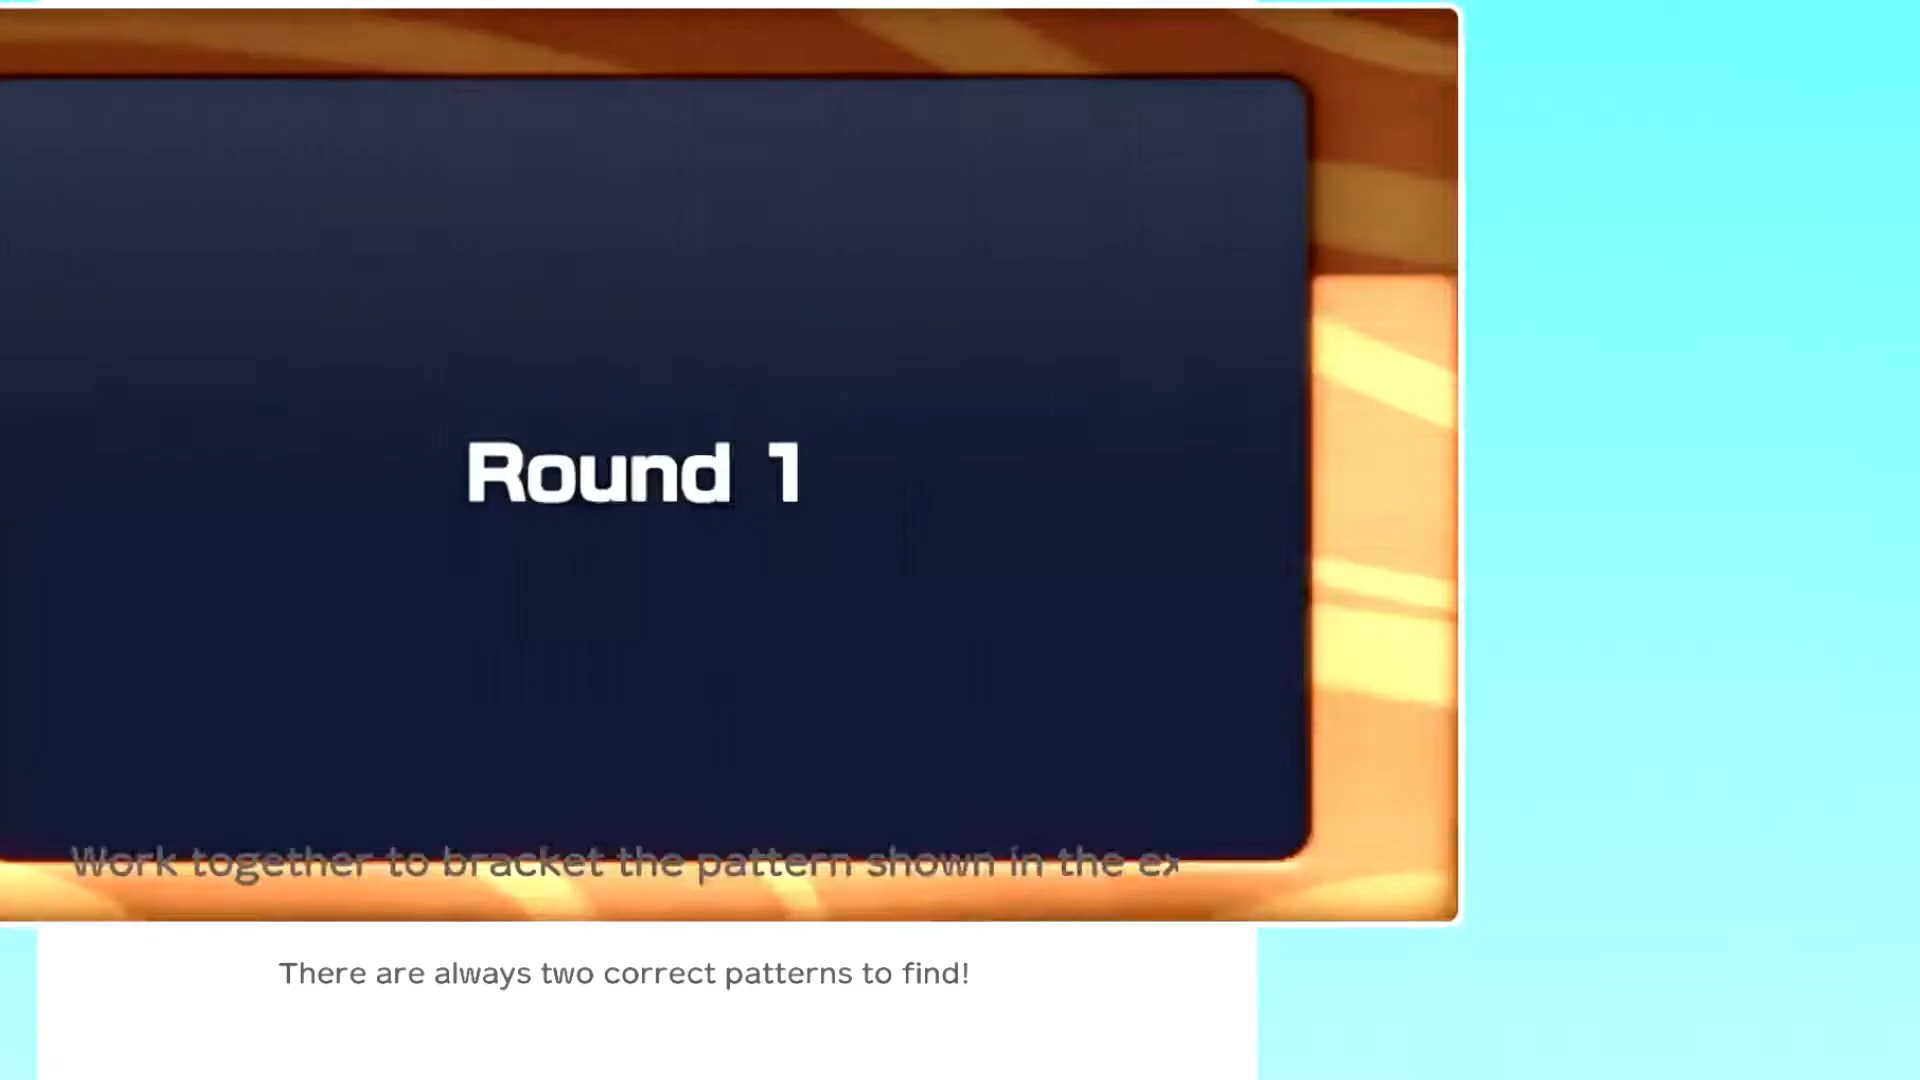 Round 1
Work together to bracket the pattern shown in the
There are always two correct patterns to find!